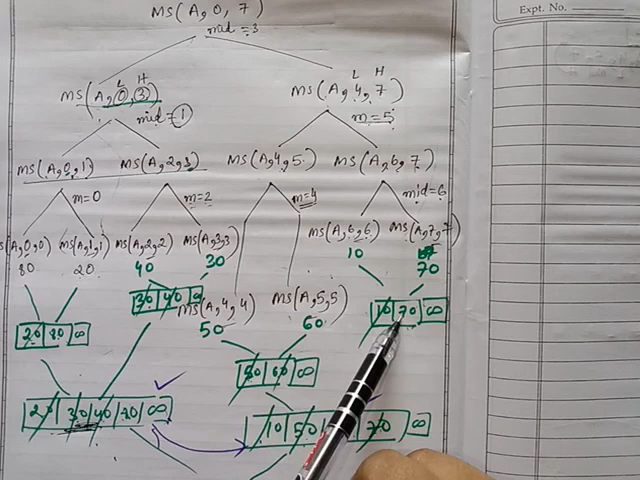 MS(A,0,7)
mid=3
Expt. No.
L H
MS(A,0,3)
mid=1
L H
MS(A,4,7)
m=5
MS(A,0,1) MS(A,2,3) MS(A,4,5) MS(A,6,7)
m=0 m=2 m=4 mid=6
S(A,0,0) MS(A,1,1) MS(A,2,2) MS(A,3,3) MS(A,6,6) MS(A,7,7)
80 20 40 30 10 70
30 40
MS(A,4,4) MS(A,5,5)
50 60
10 70 ∞
20 80 ∞
50 60 ∞
20 30 40 ∞
10 50 70 ∞